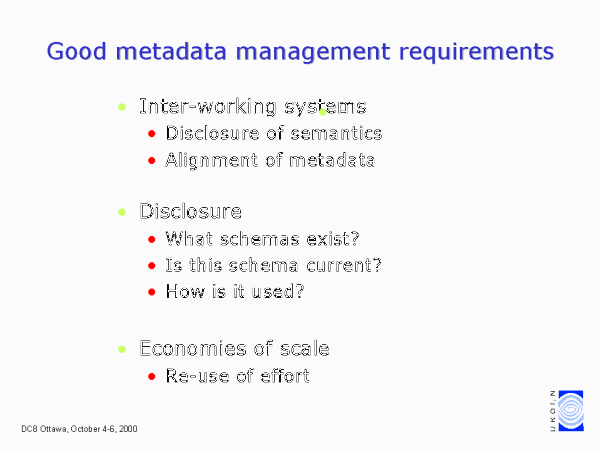 Good metadata management requirements
• Inter-working systems
• Disclosure of semantics
• Alignment of metadata
• Disclosure
• What schemas exist?
• Is this schema current?
• How is it used?
• Economies of scale
• Re-use of effort
UKOLN
DC8 Ottawa, October 4-6, 2000